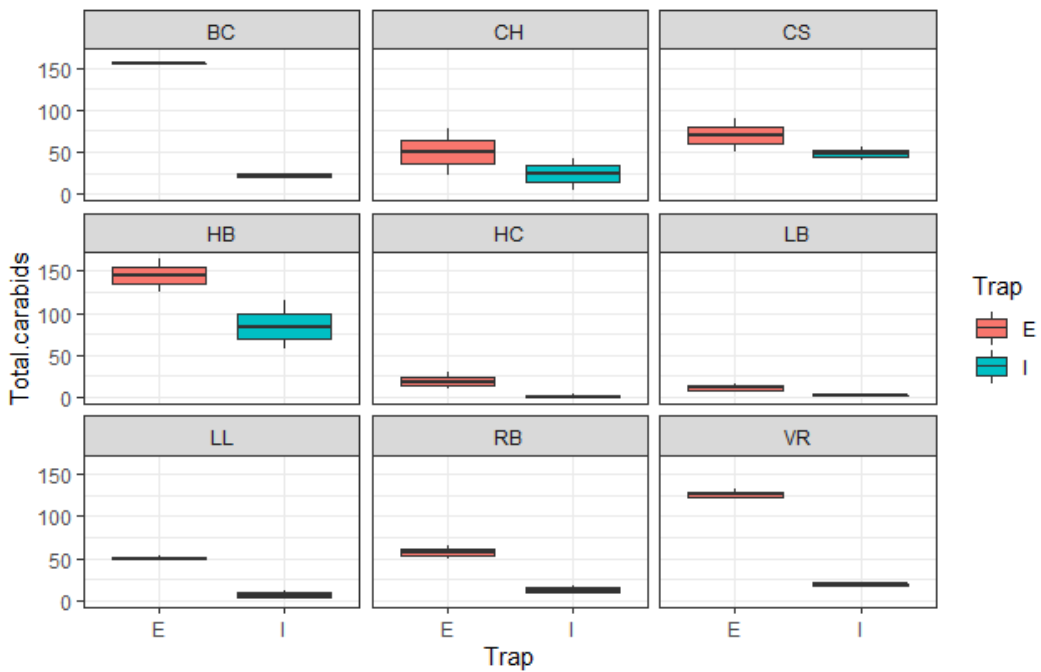 BC CH CS
150
100
50
0
HB HC LB
150
100
50
0
LL RB VR
150
100
50
0
E I E I E I
Trap
Total.carabids
Trap
E
I